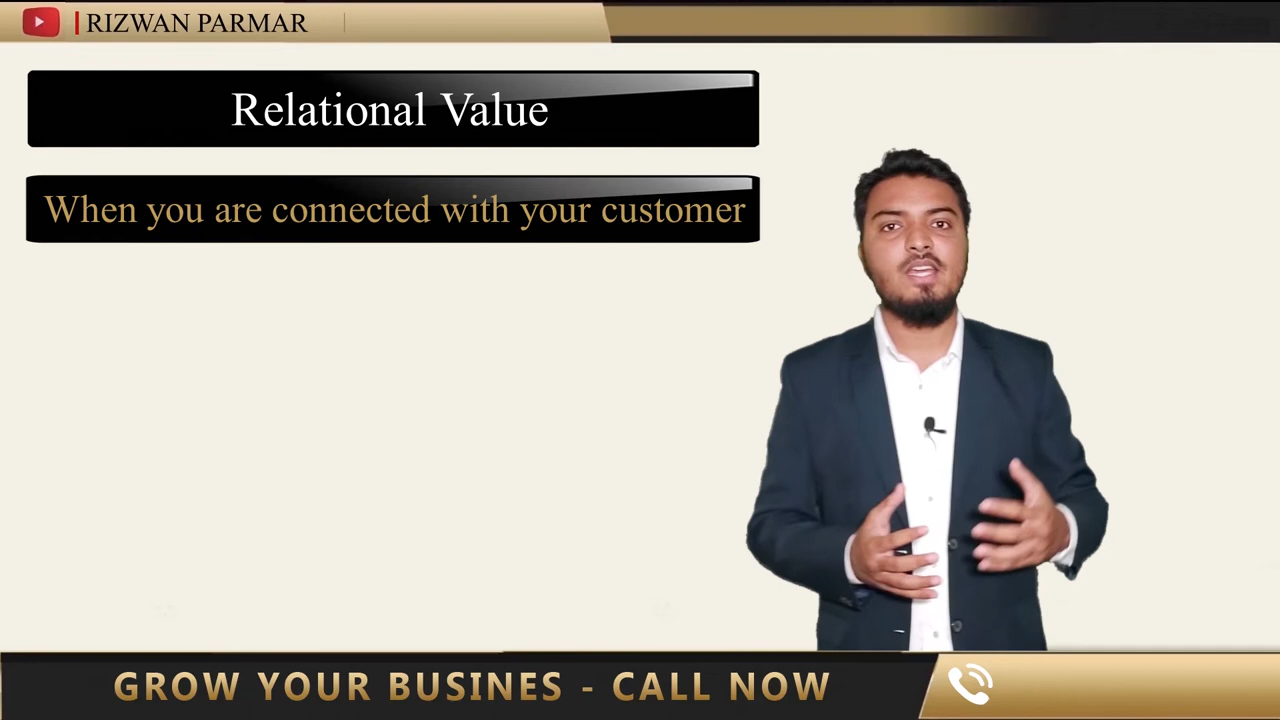 RIZWAN PARMAR
Relational Value
When you are connected with your customer
GROW YOUR BUSINES - CALL NOW